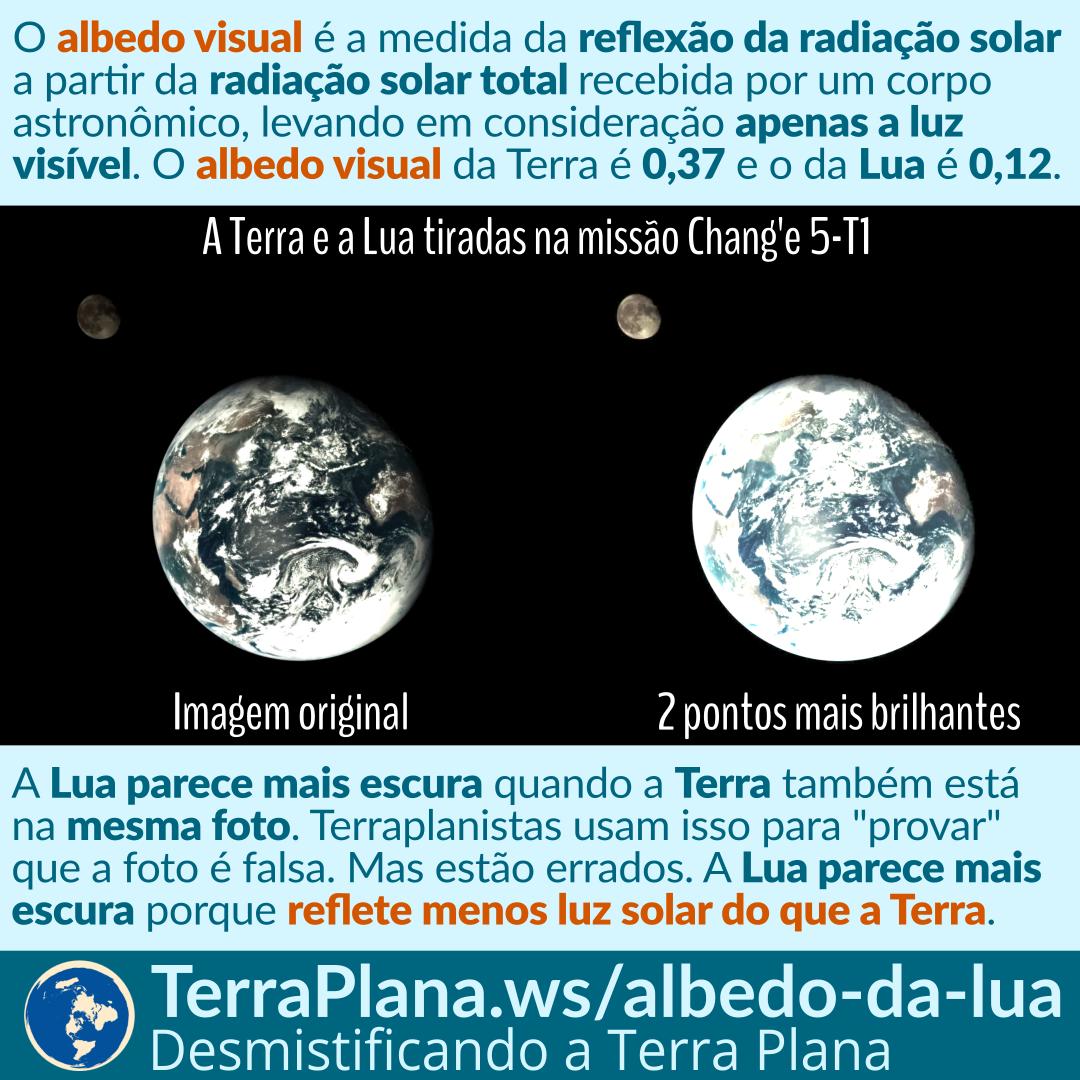 O albedo visual é a medida da reflexão da radiação solar
a partir da radiação solar total recebida por um corpo
astronômico, levando em consideração apenas a luz
visível. O albedo visual da Terra é 0,37 e o da Lua é 0,12.
A Terra e a Lua tiradas na missão Chang'e 5-T1
Imagem original
2 pontos mais brilhantes
A Lua parece mais escura quando a Terra também está
na mesma foto. Terraplanistas usam isso para "provar"
que a foto é falsa. Mas estão errados. A Lua parece mais
escura porque reflete menos luz solar do que a Terra.
TerraPlana.ws/albedo-da-lua
Desmistificando a Terra Plana